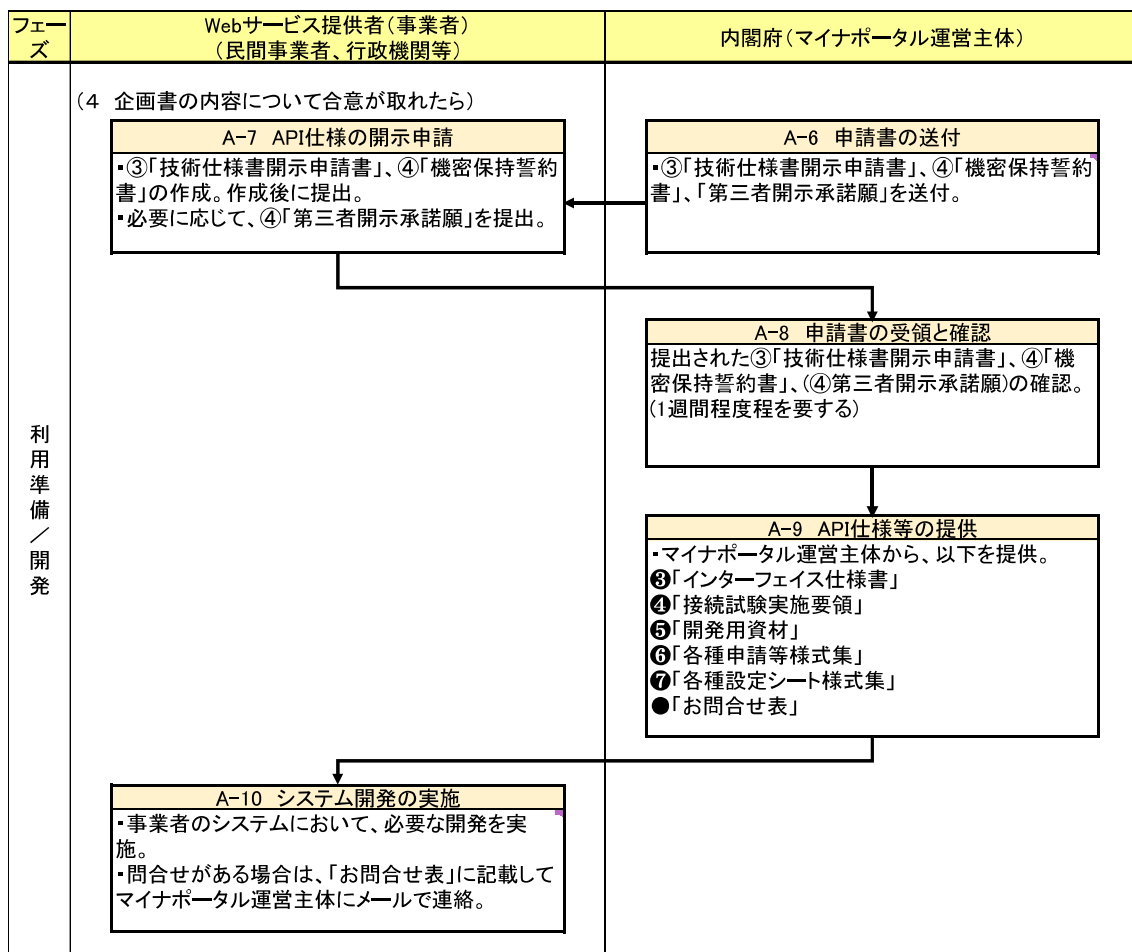 フェー
ズ
Webサービス提供者(事業者)
(民間事業者、行政機関等)
内閣府(マイナポータル運営主体)
利用準備/開発
(4 企画書の内容について合意が取れたら)
A-6 申請書の送付
・③「技術仕様書開示申請書」、④「機密保持誓約
書」、「第三者開示承諾願」を送付。
A-7 API仕様の開示申請
・③「技術仕様書開示申請書」、④「機密保持誓約
書」の作成。作成後に提出。
・必要に応じて、④「第三者開示承諾願」を提出。
A-8 申請書の受領と確認
提出された③「技術仕様書開示申請書」、④「機
密保持誓約書」、(④第三者開示承諾願)の確認。
(1週間程度程を要する)
A-9 API仕様等の提供
・マイナポータル運営主体から、以下を提供。
❸「インターフェイス仕様書」
❹「接続試験実施要領」
❺「開発用資材」
❻「各種申請等様式集」
❼「各種設定シート様式集」
●「お問合せ表」
A-10 システム開発の実施
・事業者のシステムにおいて、必要な開発を実
施。
・問合せがある場合は、「お問合せ表」に記載して
マイナポータル運営主体にメールで連絡。